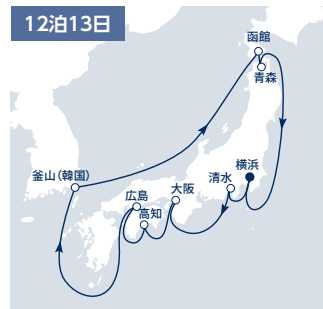 12泊13日
函館
青森
釜山(韓国)
横浜
広島
大阪
清水
高知